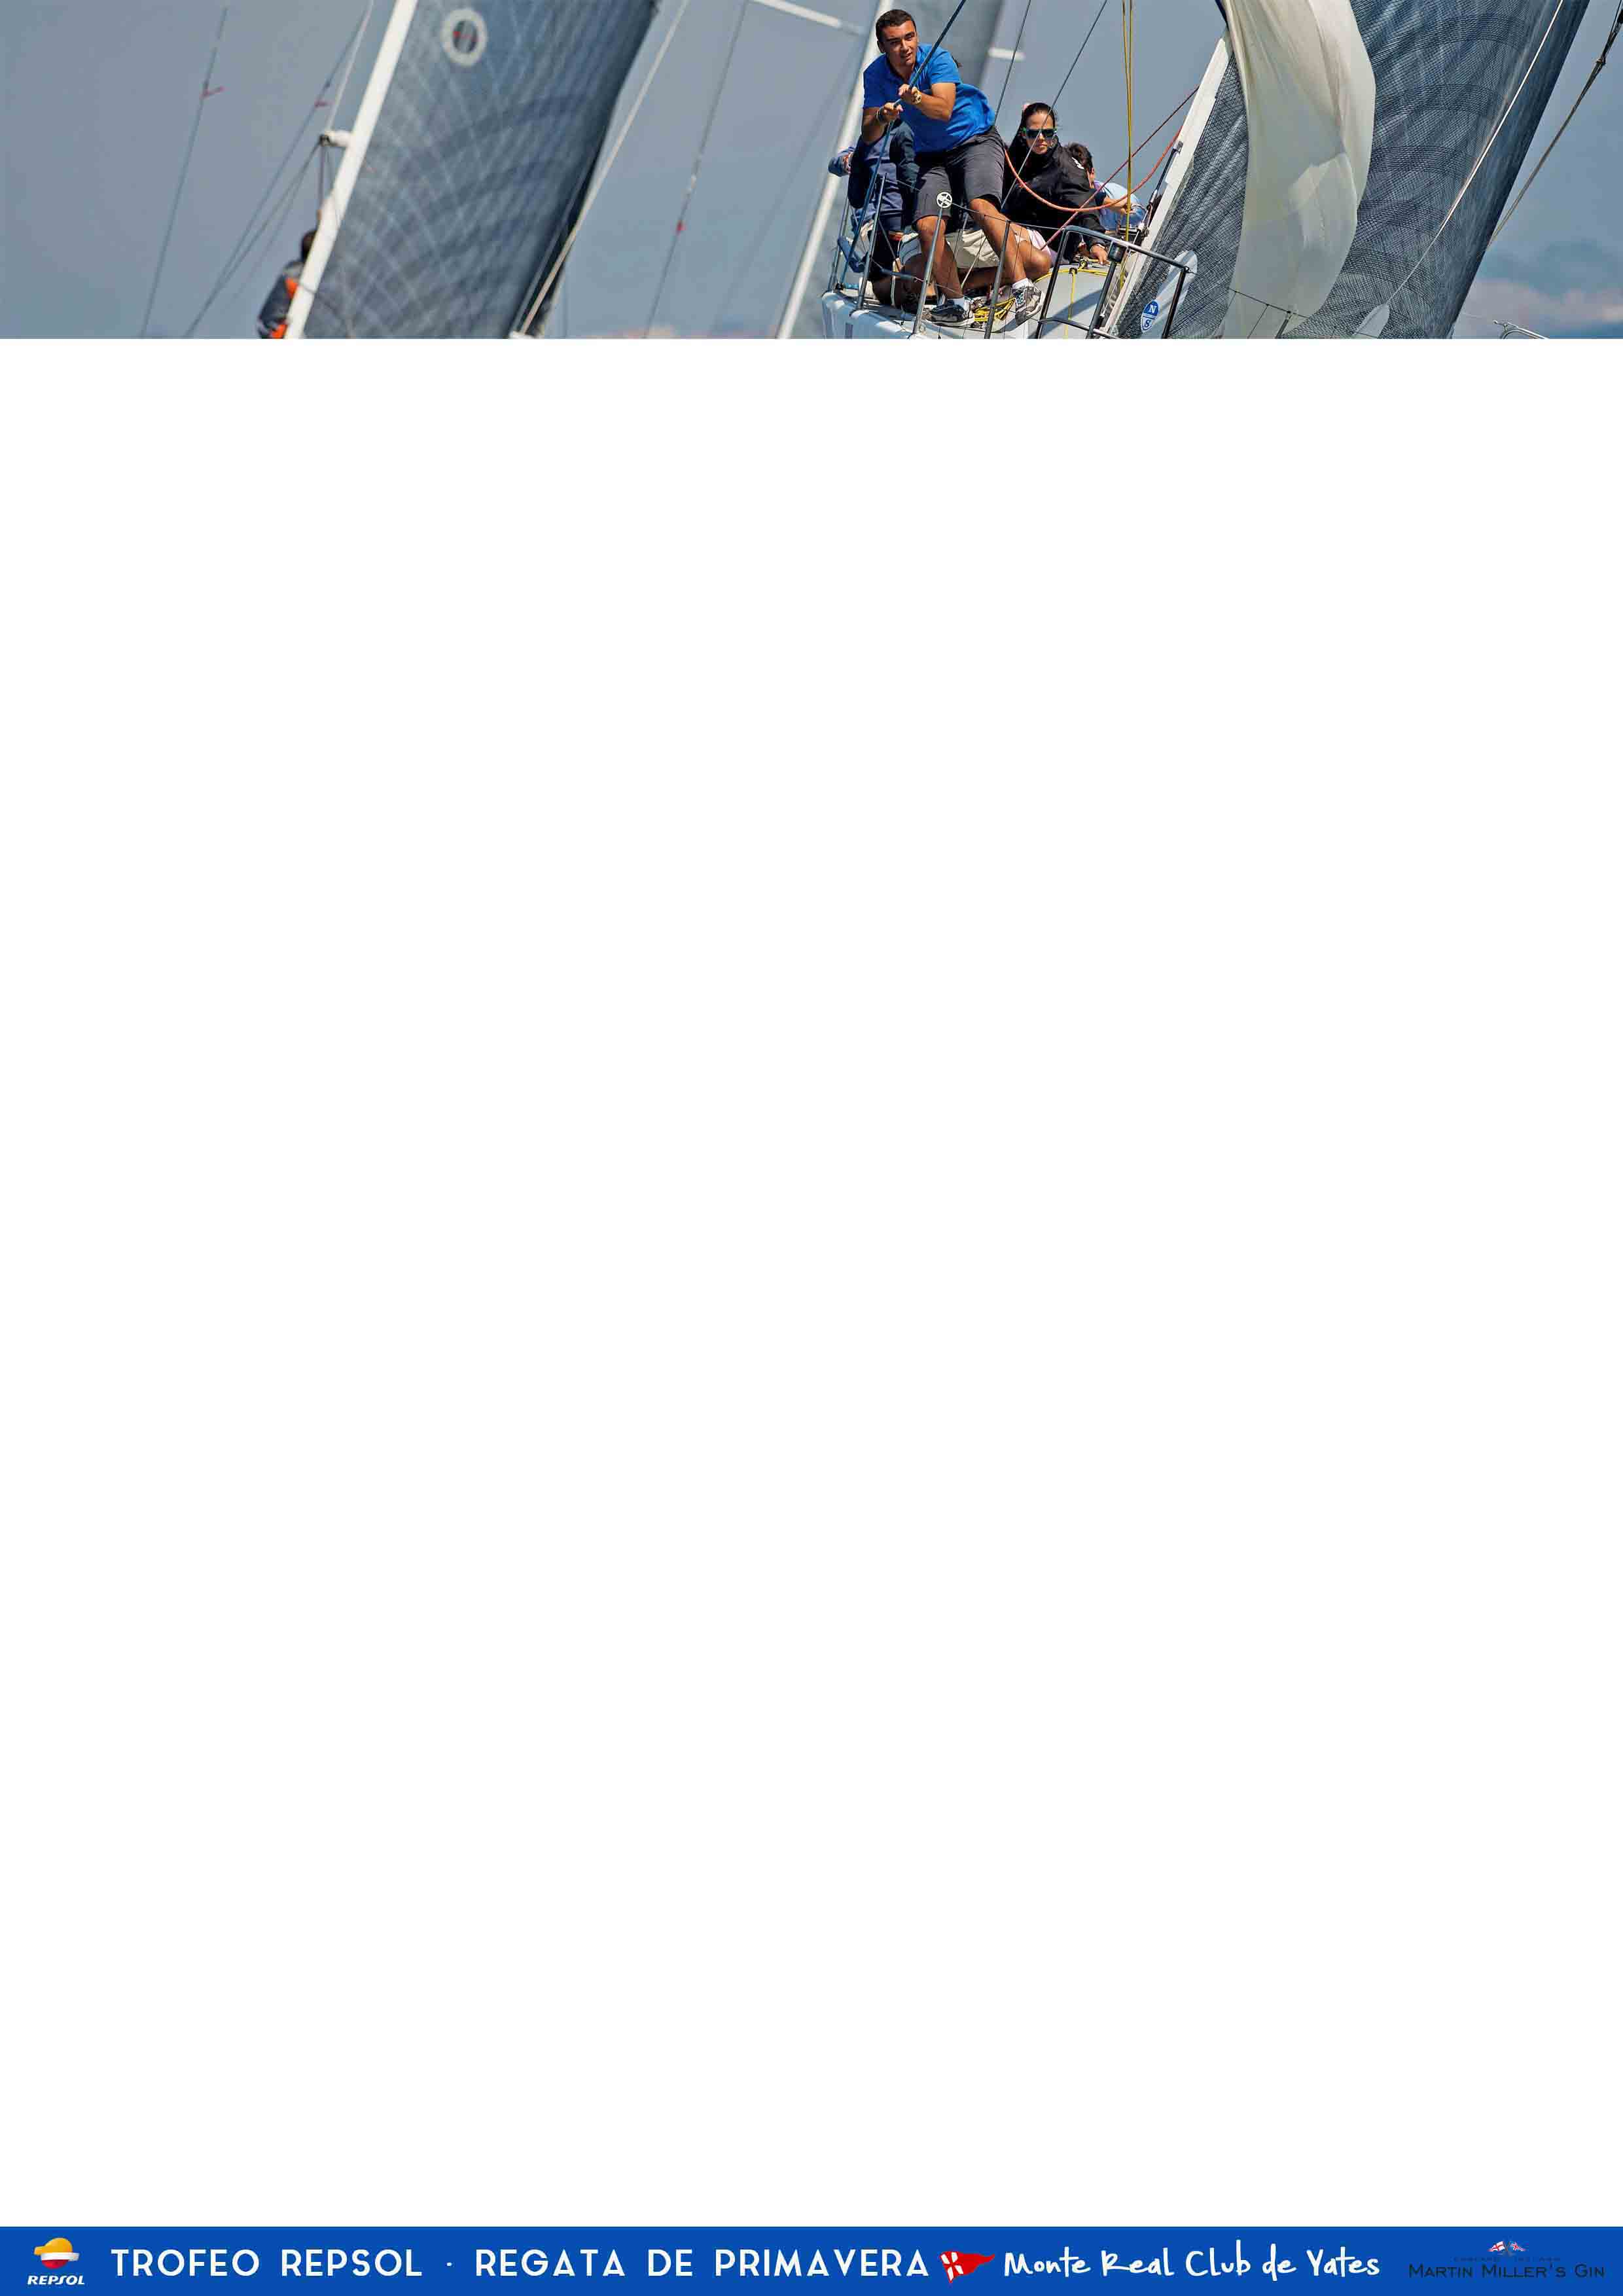 N
S
REPSOL TROFEO REPSOL · REGATA DE PRIMAVERA Monte Real Club de Yates MARTIN MILLER'S GIN